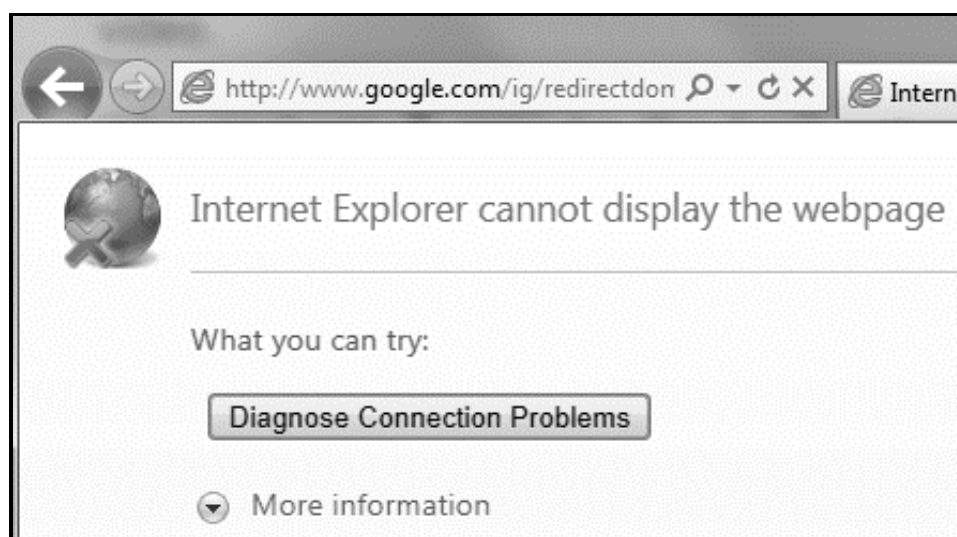 http://www.google.com/ig/redirectdon
Intern
Internet Explorer cannot display the webpage
What you can try:
Diagnose Connection Problems
More information